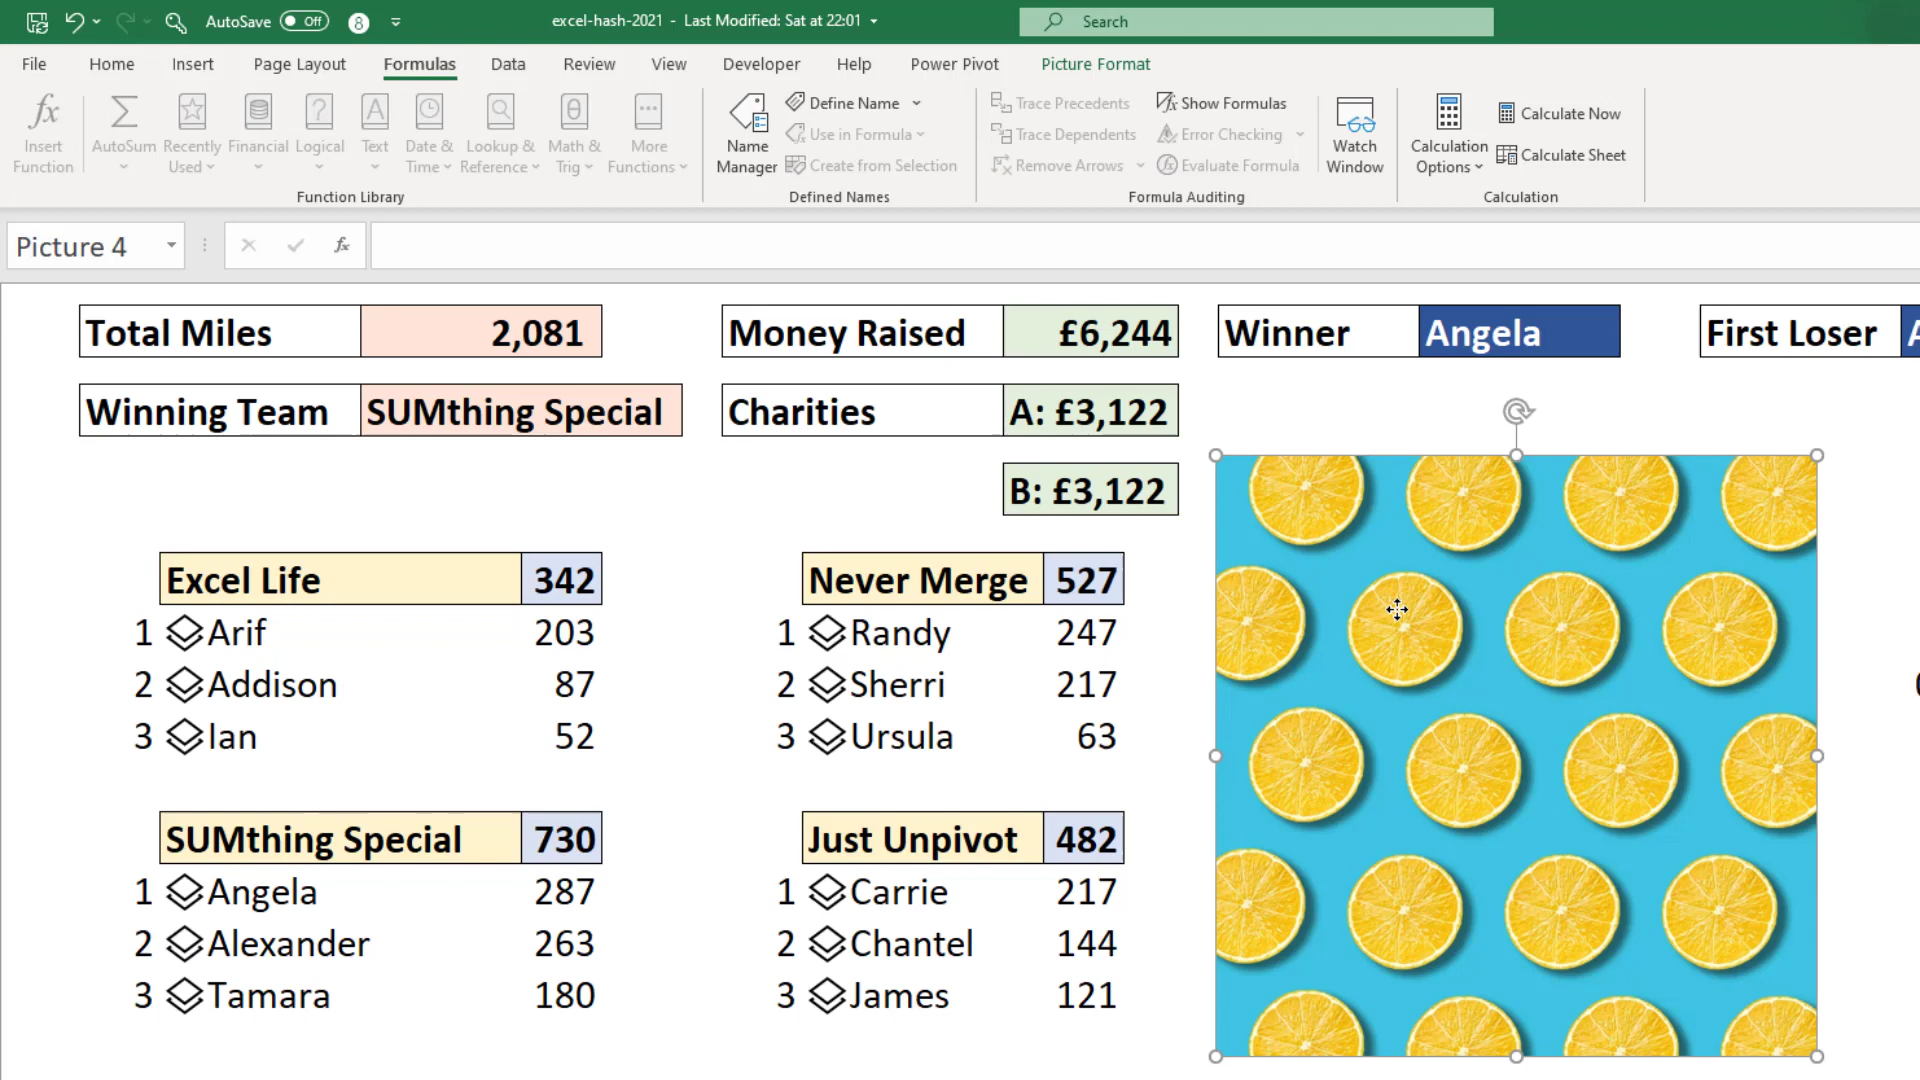 AutoSave Off 8 excel-hash-2021 - Last Modified: Sat at 22:01 Search
File Home Insert Page Layout Formulas Data Review View Developer Help Power Pivot Picture Format
Insert Function
AutoSum
Recently Used
Financial
Logical
Text
Date & Time
Lookup & Reference
Math & Trig
More Functions
Function Library
Name Manager
Define Name
Use in Formula
Create from Selection
Defined Names
Trace Precedents
Trace Dependents
Remove Arrows
Show Formulas
Error Checking
Evaluate Formula
Formula Auditing
Watch Window
Calculation Options
Calculate Now
Calculate Sheet
Calculation
Picture 4 fx
Total Miles 2,081 Money Raised £6,244 Winner Angela First Loser
Winning Team SUMthing Special Charities A: £3,122
B: £3,122
Excel Life 342 Never Merge 527
1 Arif 203 1 Randy 247
2 Addison 87 2 Sherri 217
3 Ian 52 3 Ursula 63
SUMthing Special 730 Just Unpivot 482
1 Angela 287 1 Carrie 217
2 Alexander 263 2 Chantel 144
3 Tamara 180 3 James 121